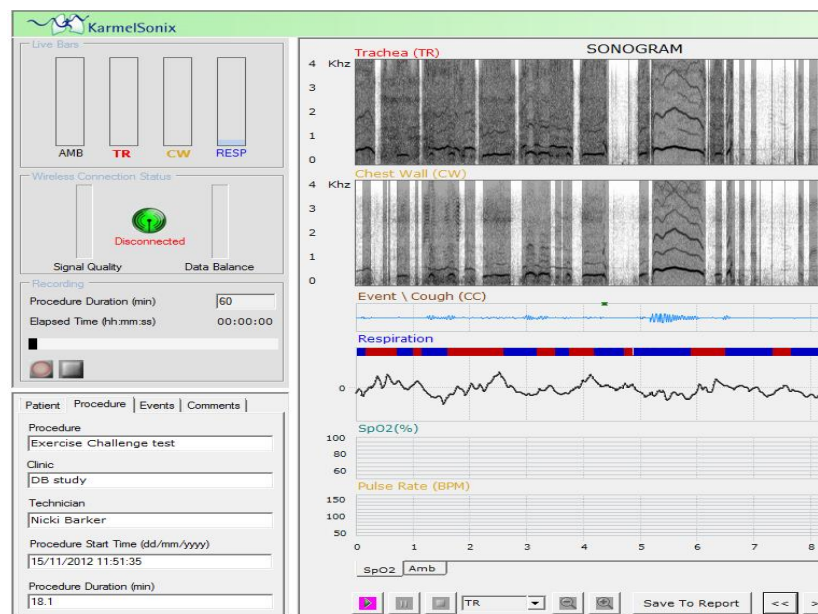 KarmelSonix
Live Bars
AMB TR CW RESP
Wireless Connection Status
Disconnected
Signal Quality Data Balance
Recording
Procedure Duration (min) 60
Elapsed Time (hh:mm:ss) 00:00:00
Patient Procedure Events Comments
Procedure
Exercise Challenge test
Clinic
DB study
Technician
Nicki Barker
Procedure Start Time (dd/mm/yyyy)
15/11/2012 11:51:35
Procedure Duration (min)
18.1
Trachea (TR) SONOGRAM
4 Khz
3
2
1
0
Chest Wall (CW)
4 Khz
3
2
1
0
Event \ Cough (CC)
Respiration
0
SpO2(%)
100
80
60
Pulse Rate (BPM)
150
100
50
0 1 2 3 4 5 6 7 8
SpO2 Amb
TR Save To Report << >